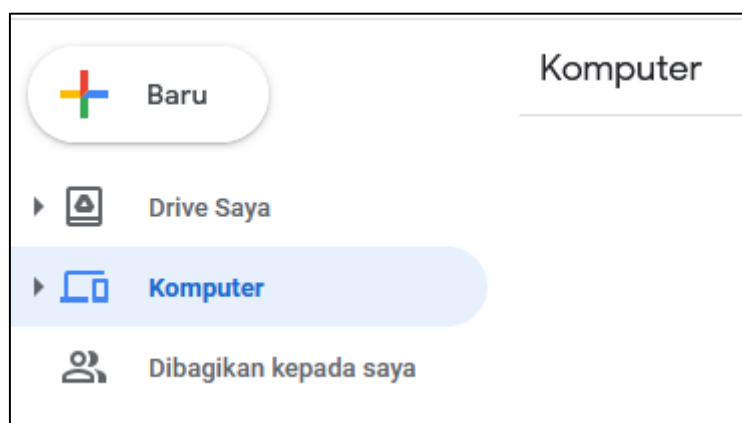 Baru
Komputer
Drive Saya
Komputer
Dibagikan kepada saya